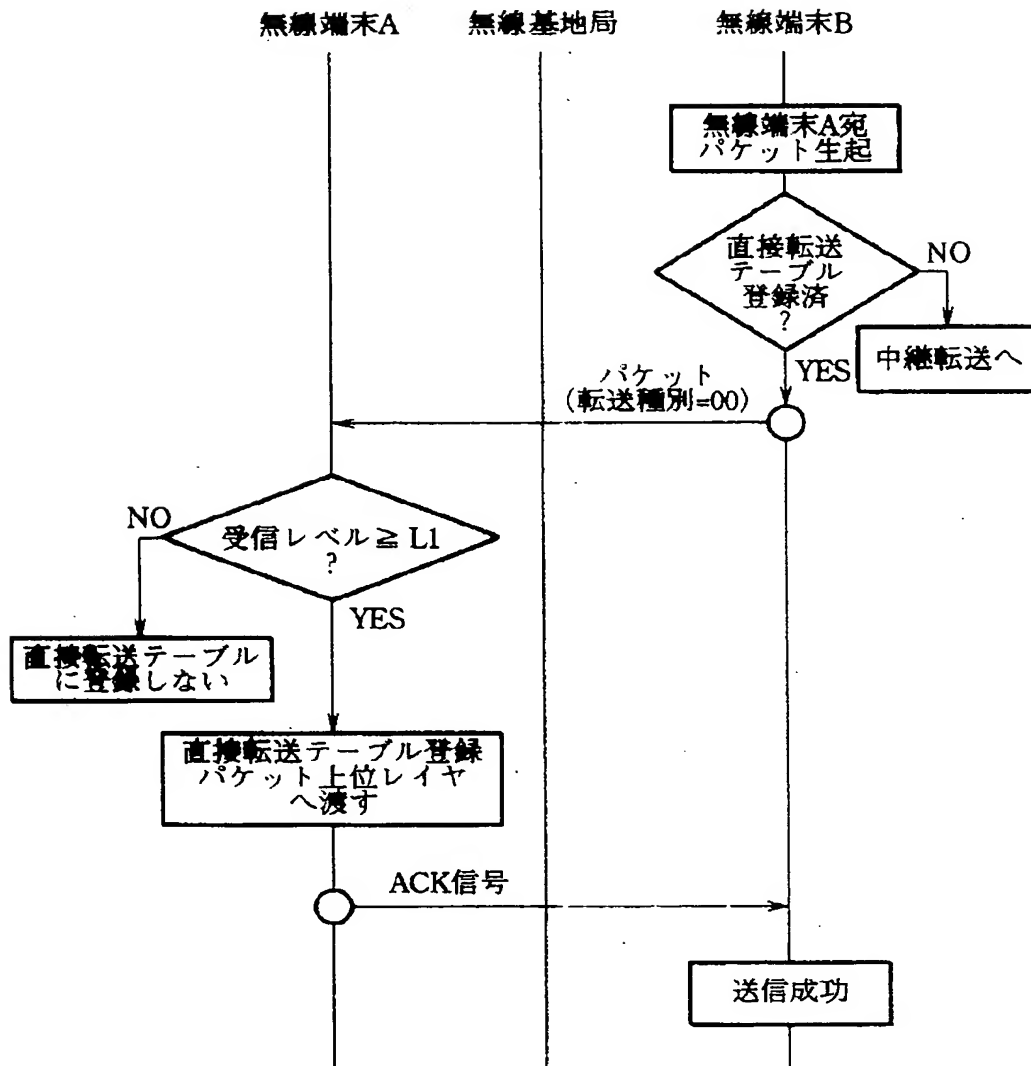 無線端末A
無線基地局
無線端末B
無線端末A宛
パケット生起
直接転送
テーブル
登録済
?
NO
中継転送へ
YES
パケット
(転送種別=00)
NO
受信レベル≧L1
?
YES
直接転送テーブル
に登録しない
直接転送テーブル登録
パケット上位レイヤ
へ渡す
ACK信号
送信成功